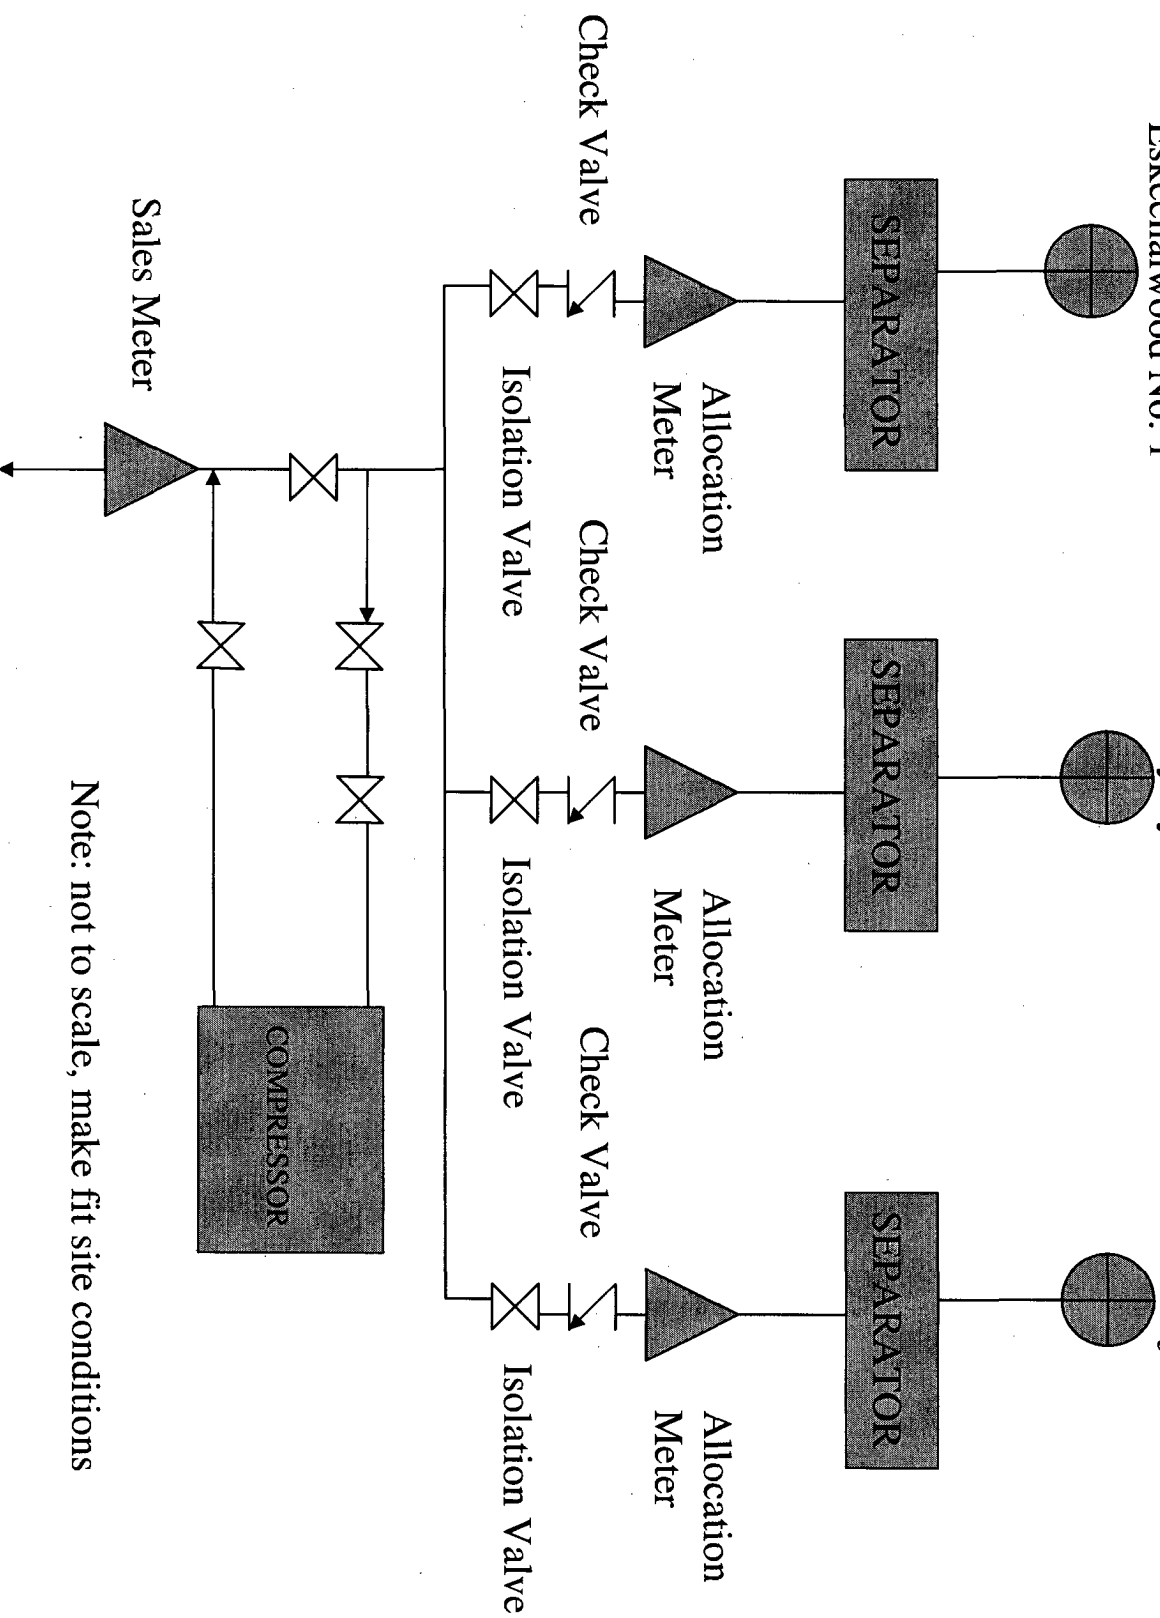 No. 1
SEPARATOR
SEPARATOR
SEPARATOR
Allocation
Meter
Allocation
Meter
Allocation
Meter
Check Valve
Check Valve
Check Valve
Isolation Valve
Isolation Valve
Isolation Valve
COMPRESSOR
Sales Meter
Note: not to scale, make fit site conditions